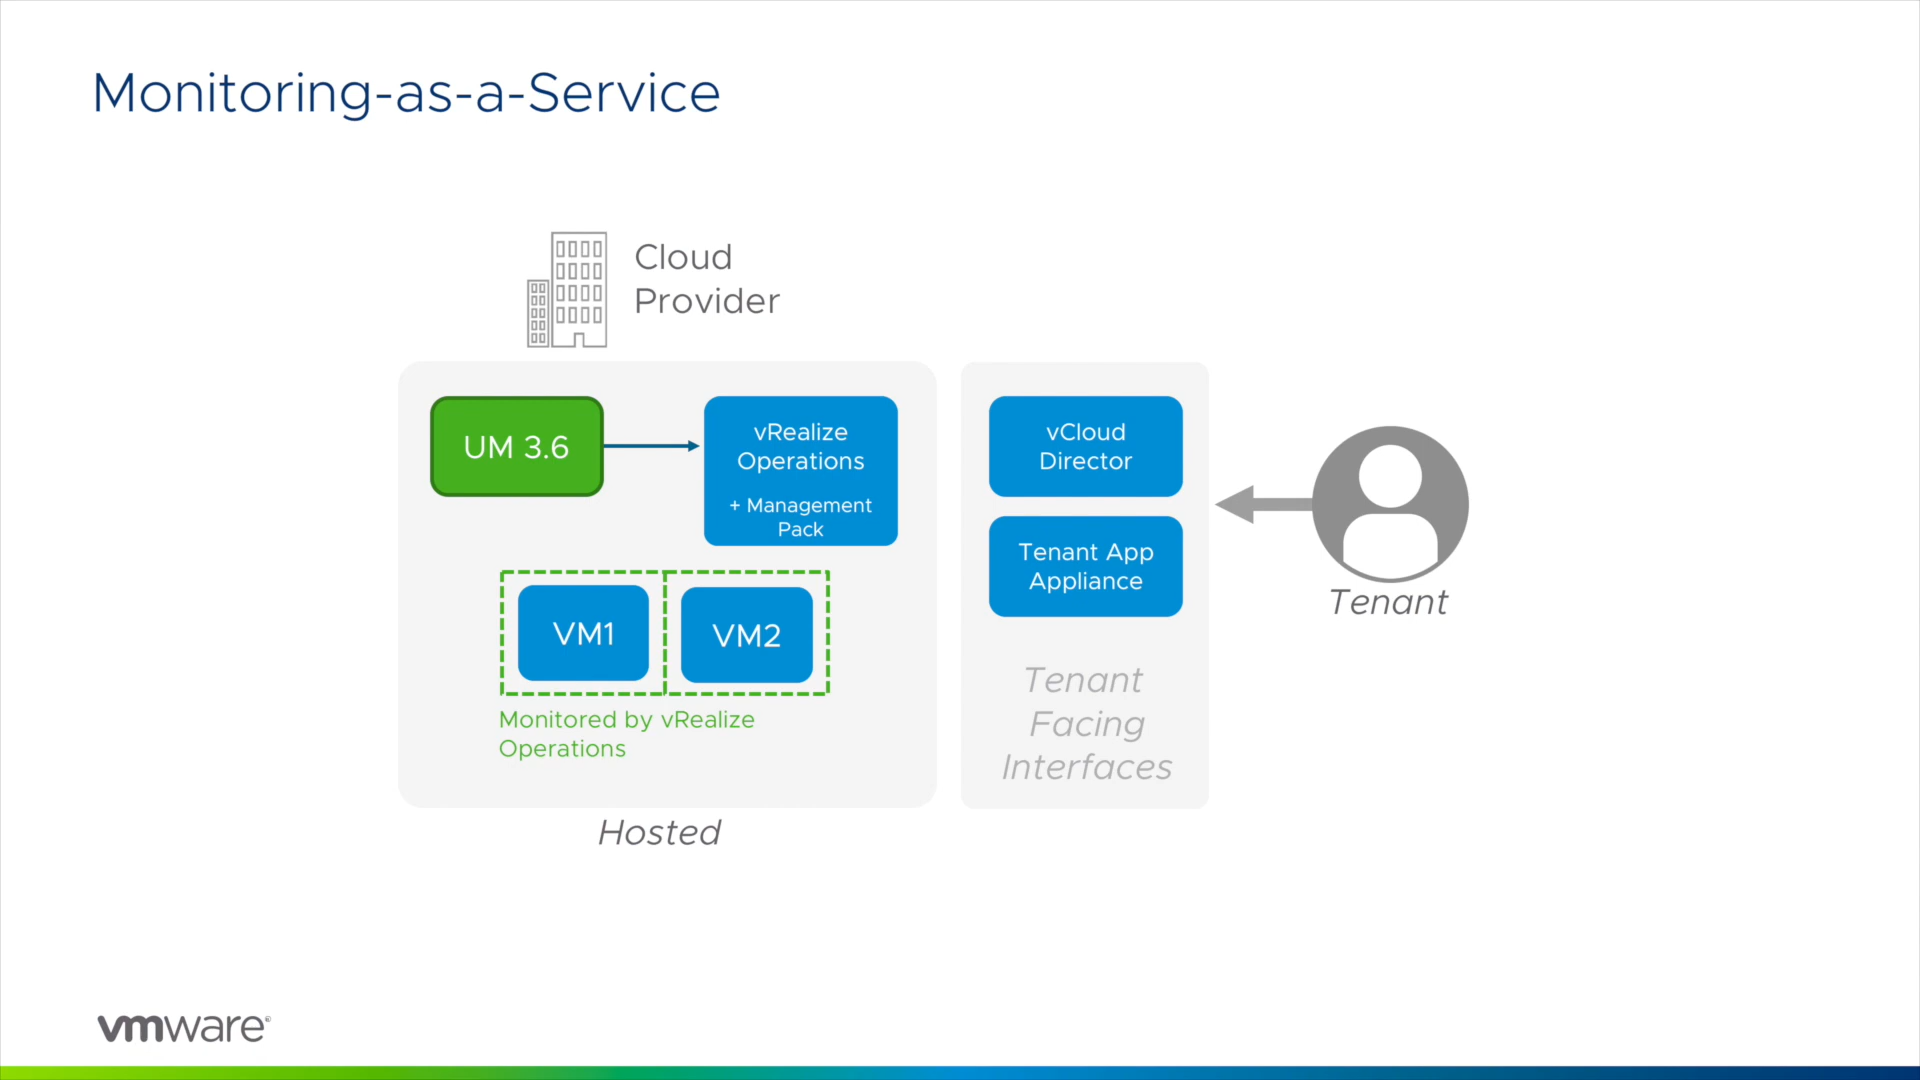 Monitoring-as-a-Service
Cloud
Provider
UM 3.6
vRealize
Operations
+ Management
Pack
VM1
VM2
Monitored by vRealize
Operations
Hosted
vCloud
Director
Tenant App
Appliance
Tenant
Facing
Interfaces
Tenant
vmware®